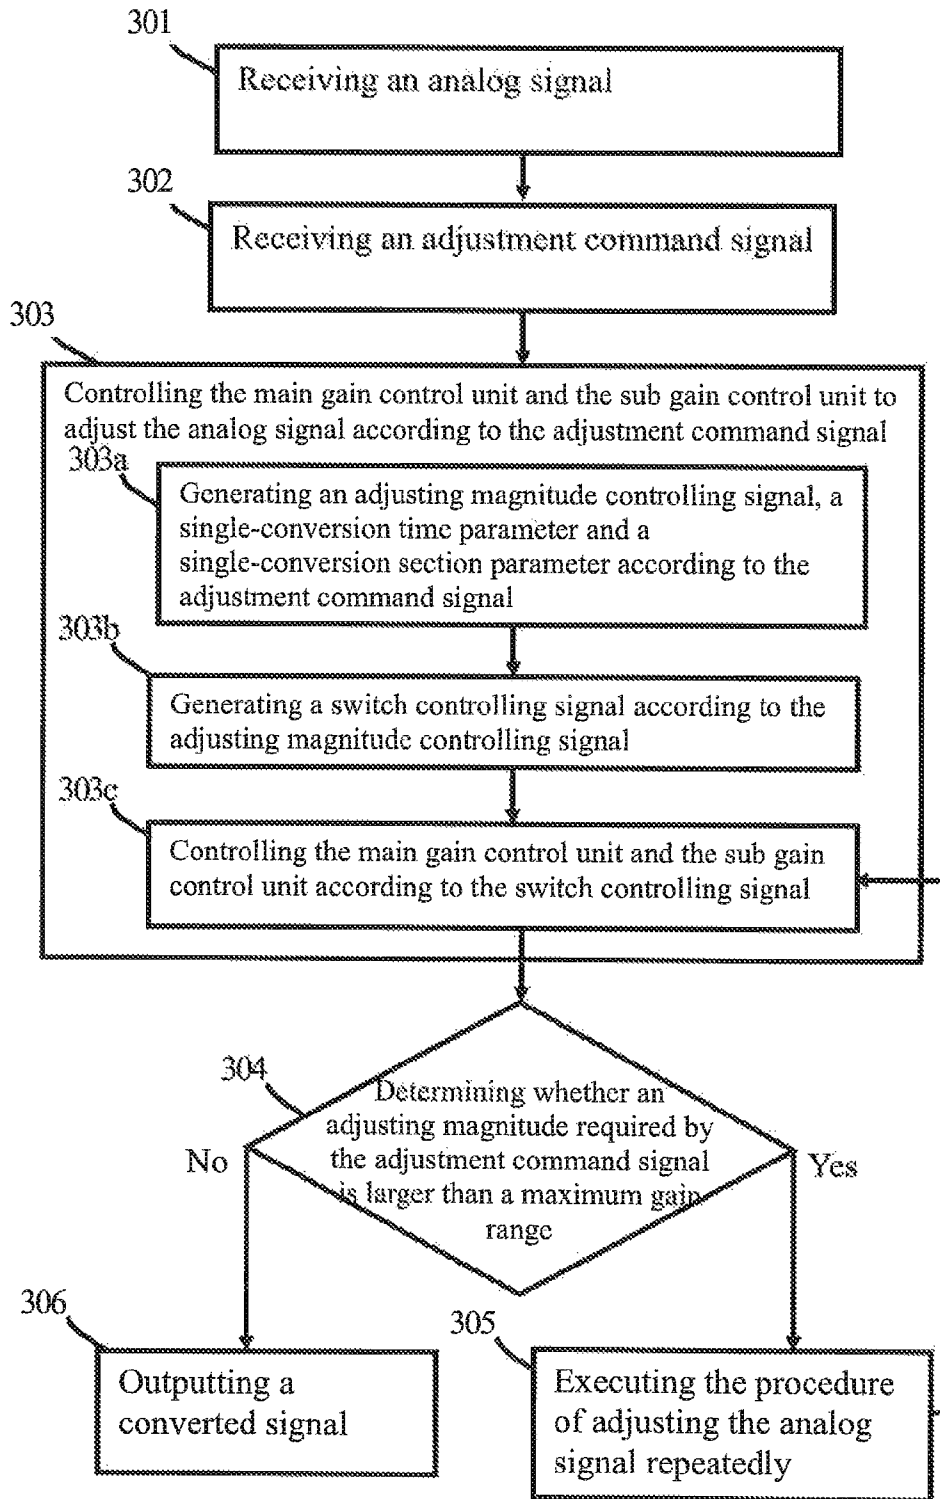 301
Receiving an analog signal
302
Receiving an adjustment command signal
303
Controlling the main gain control unit and the sub gain control unit to
adjust the analog signal according to the adjustment command signal
303a
Generating an adjusting magnitude controlling signal, a
single-conversion time parameter and a
single-conversion section parameter according to the
adjustment command signal
303b
Generating a switch controlling signal according to the
adjusting magnitude controlling signal
303c
Controlling the main gain control unit and the sub gain
control unit according to the switch controlling signal
304
Determining whether an
adjusting magnitude required by
the adjustment command signal
is larger than a maximum gain
range
No
Yes
306
Outputting a
converted signal
305
Executing the procedure
of adjusting the analog
signal repeatedly